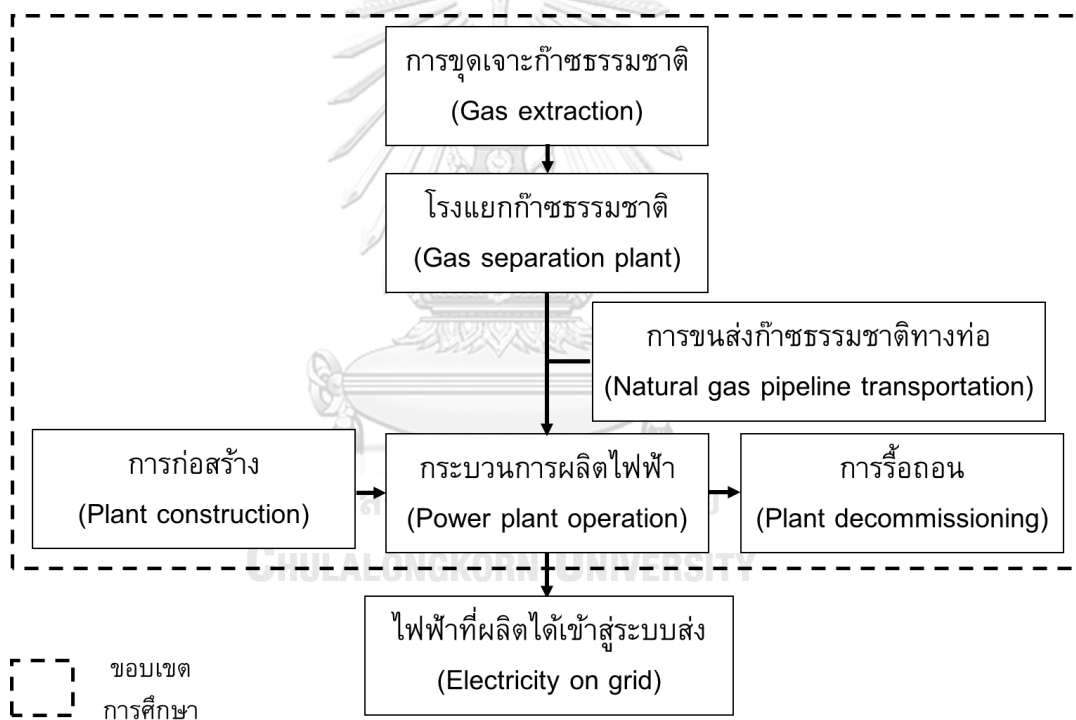 การขุดเจาะก๊าซธรรมชาติ
(Gas extraction)
โรงแยกก๊าซธรรมชาติ
(Gas separation plant)
การขนส่งก๊าซธรรมชาติทางท่อ
(Natural gas pipeline transportation)
การก่อสร้าง
(Plant construction)
กระบวนการผลิตไฟฟ้า
(Power plant operation)
การรื้อถอน
(Plant decommissioning)
CHULALONGKORN UNIVERSITY
ไฟฟ้าที่ผลิตได้เข้าสู่ระบบส่ง
(Electricity on grid)
ขอบเขต
การศึกษา